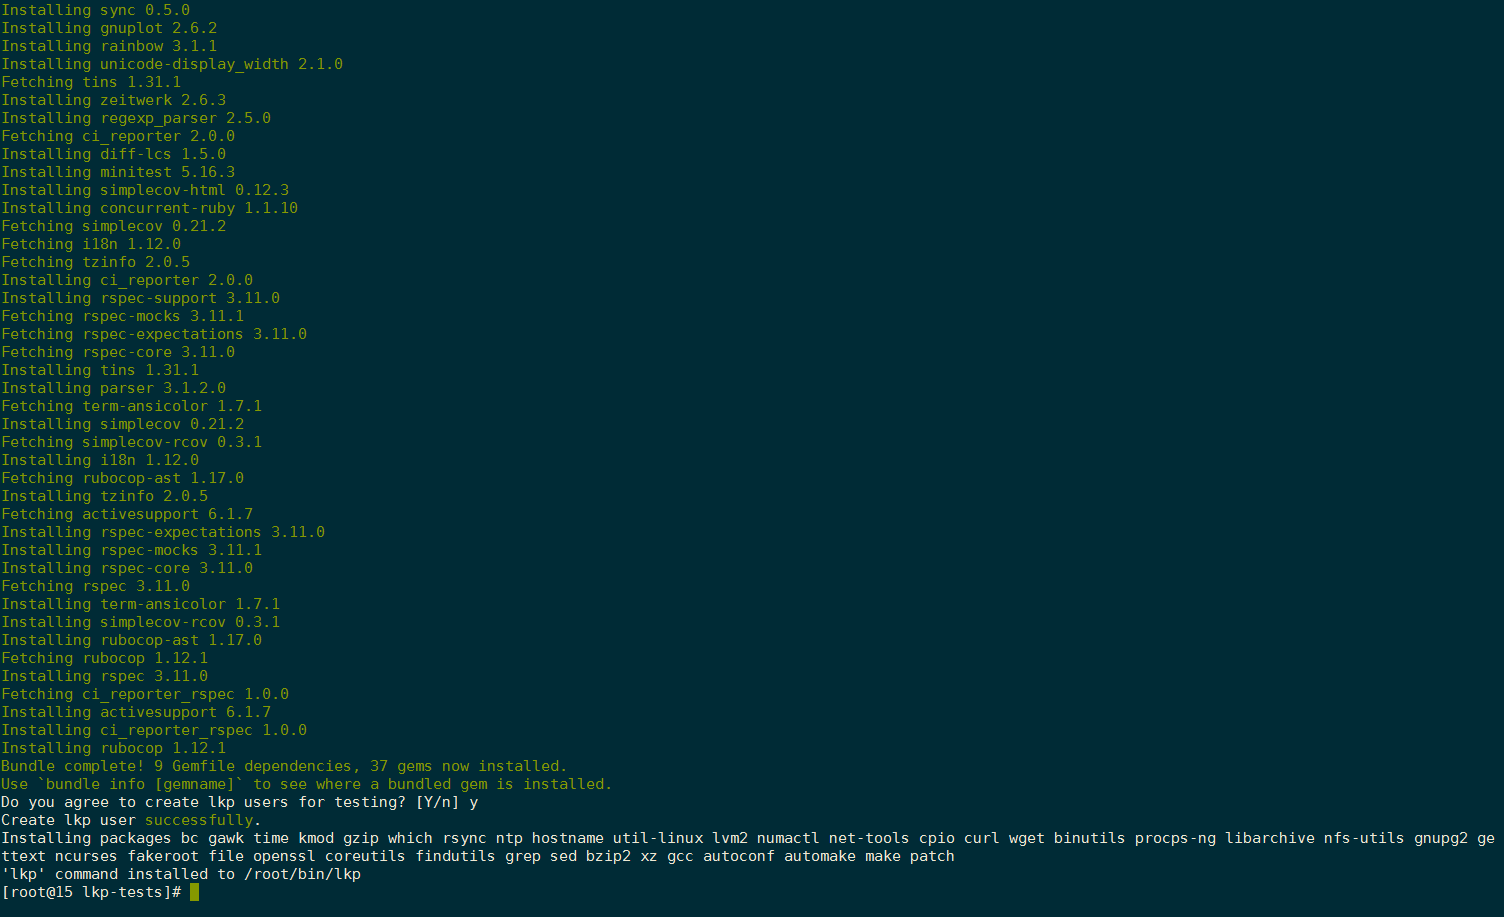 Installing sync 0.5.0
Installing gnuplot 2.6.2
Installing rainbow 3.1.1
Installing unicode-display_width 2.1.0
Fetching tins 1.31.1
Installing zeitwerk 2.6.3
Installing regexp_parser 2.5.0
Fetching ci_reporter 2.0.0
Installing diff-lcs 1.5.0
Installing minitest 5.16.3
Installing simplecov-html 0.12.3
Installing concurrent-ruby 1.1.10
Fetching simplecov 0.21.2
Fetching i18n 1.12.0
Fetching tzinfo 2.0.5
Installing ci_reporter 2.0.0
Installing rspec-support 3.11.0
Fetching rspec-mocks 3.11.1
Fetching rspec-expectations 3.11.0
Fetching rspec-core 3.11.0
Installing tins 1.31.1
Installing parser 3.1.2.0
Fetching term-ansicolor 1.7.1
Installing simplecov 0.21.2
Fetching simplecov-rcov 0.3.1
Installing i18n 1.12.0
Fetching rubocop-ast 1.17.0
Installing tzinfo 2.0.5
Fetching activesupport 6.1.7
Installing rspec-expectations 3.11.0
Installing rspec-mocks 3.11.1
Installing rspec-core 3.11.0
Fetching rspec 3.11.0
Installing term-ansicolor 1.7.1
Installing simplecov-rcov 0.3.1
Installing rubocop-ast 1.17.0
Fetching rubocop 1.12.1
Installing rspec 3.11.0
Fetching ci_reporter_rspec 1.0.0
Installing activesupport 6.1.7
Installing ci_reporter_rspec 1.0.0
Installing rubocop 1.12.1
Bundle complete! 9 Gemfile dependencies, 37 gems now installed.
Use `bundle info [gemname]` to see where a bundled gem is installed.
Do you agree to create lkp users for testing? [Y/n] y
Create lkp user successfully.
Installing packages bc gawk time kmod gzip which rsync ntp hostname util-linux lvm2 numactl net-tools cpio curl wget binutils procps-ng libarchive nfs-utils gnupg2 ge
ttext ncurses fakeroot file openssl coreutils findutils grep sed bzip2 xz gcc autoconf automake make patch
'lkp' command installed to /root/bin/lkp
[root@15 lkp-tests]#